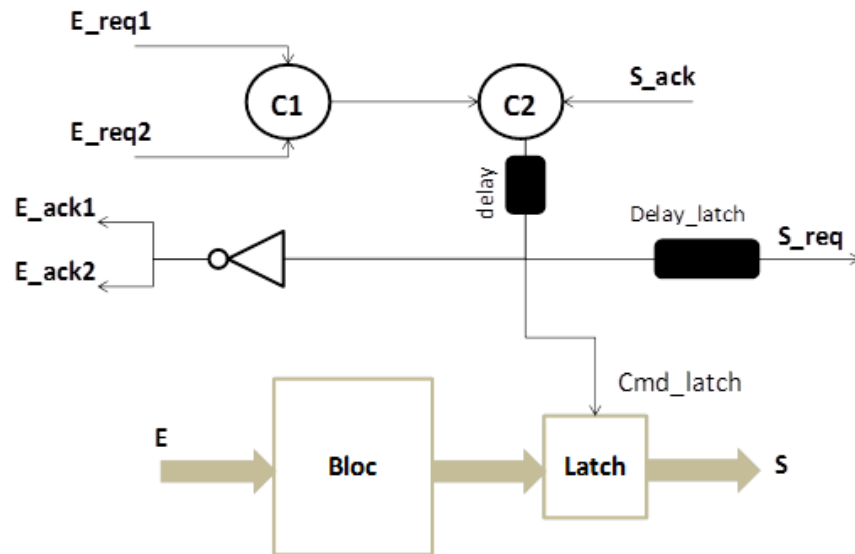 E_req1
C1
C2
S_ack
E_req2
delay
E_ack1
Delay_latch
S_req
E_ack2
Cmd_latch
E
Bloc
Latch
S